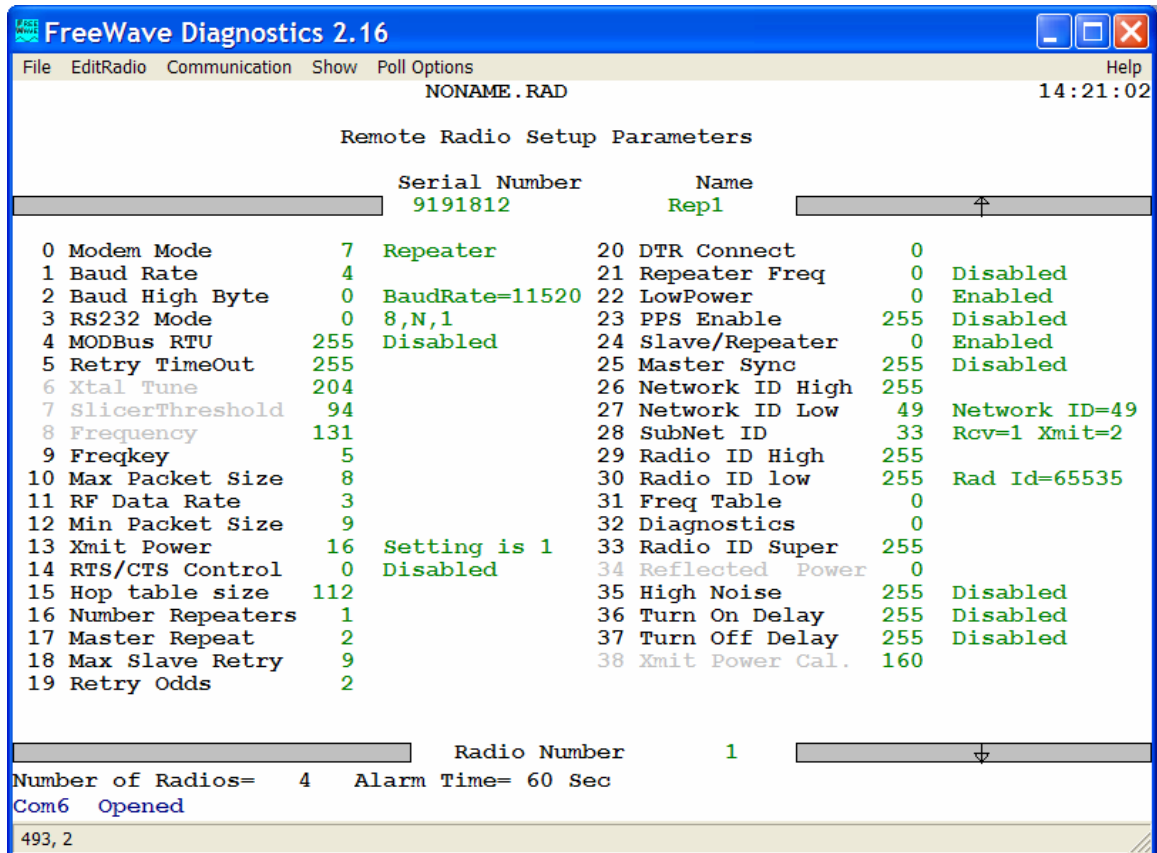 FreeWave Diagnostics 2.16
File EditRadio Communication Show Poll Options Help
NONAME.RAD 14:21:02
Remote Radio Setup Parameters
Serial Number Name
9191812 Rep1
0 Modem Mode 7 Repeater 20 DTR Connect 0
1 Baud Rate 4 21 Repeater Freq 0 Disabled
2 Baud High Byte 0 BaudRate=11520 22 LowPower 0 Enabled
3 RS232 Mode 0 8,N,1 23 PPS Enable 255 Disabled
4 MODBus RTU 255 Disabled 24 Slave/Repeater 0 Enabled
5 Retry TimeOut 255 25 Master Sync 255 Disabled
6 Xtal Tune 204 26 Network ID High 255
7 SlicerThreshold 94 27 Network ID Low 49 Network ID=49
8 Frequency 131 28 SubNet ID 33 Rcv=1 Xmit=2
9 Freqkey 5 29 Radio ID High 255
10 Max Packet Size 8 30 Radio ID low 255 Rad Id=65535
11 RF Data Rate 3 31 Freq Table 0
12 Min Packet Size 9 32 Diagnostics 0
13 Xmit Power 16 Setting is 1 33 Radio ID Super 255
14 RTS/CTS Control 0 Disabled 34 Reflected Power 0
15 Hop table size 112 35 High Noise 255 Disabled
16 Number Repeaters 1 36 Turn On Delay 255 Disabled
17 Master Repeat 2 37 Turn Off Delay 255 Disabled
18 Max Slave Retry 9 38 Xmit Power Cal. 160
19 Retry Odds 2
Radio Number 1
Number of Radios= 4 Alarm Time= 60 Sec
Com6 Opened
493, 2